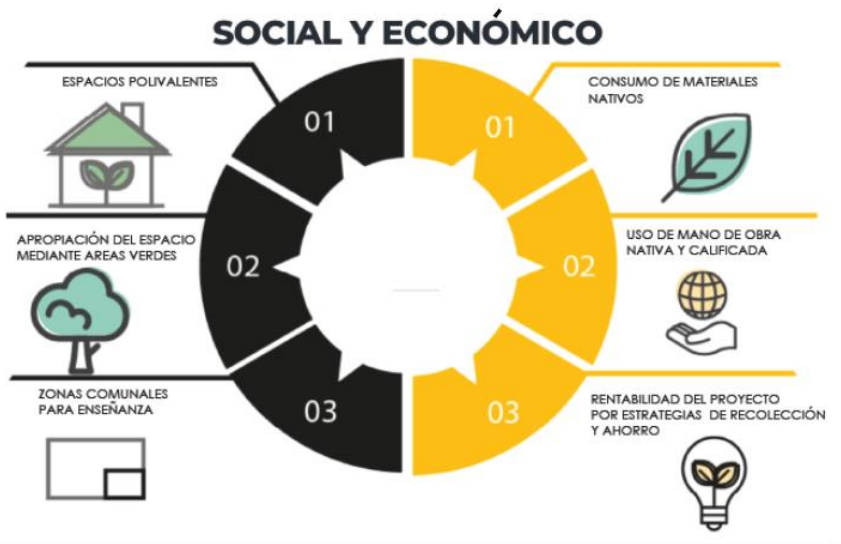 SOCIAL Y ECONÓMICO
ESPACIOS POLIVALENTES
01
APROPIACIÓN DEL ESPACIO
MEDIANTE AREAS VERDES
02
ZONAS COMUNALES
PARA ENSEÑANZA
03
CONSUMO DE MATERIALES
NATIVOS
01
USO DE MANO DE OBRA
NATIVA Y CALIFICADA
02
RENTABILIDAD DEL PROYECTO
POR ESTRATEGIAS DE RECOLECCIÓN
Y AHORRO
03